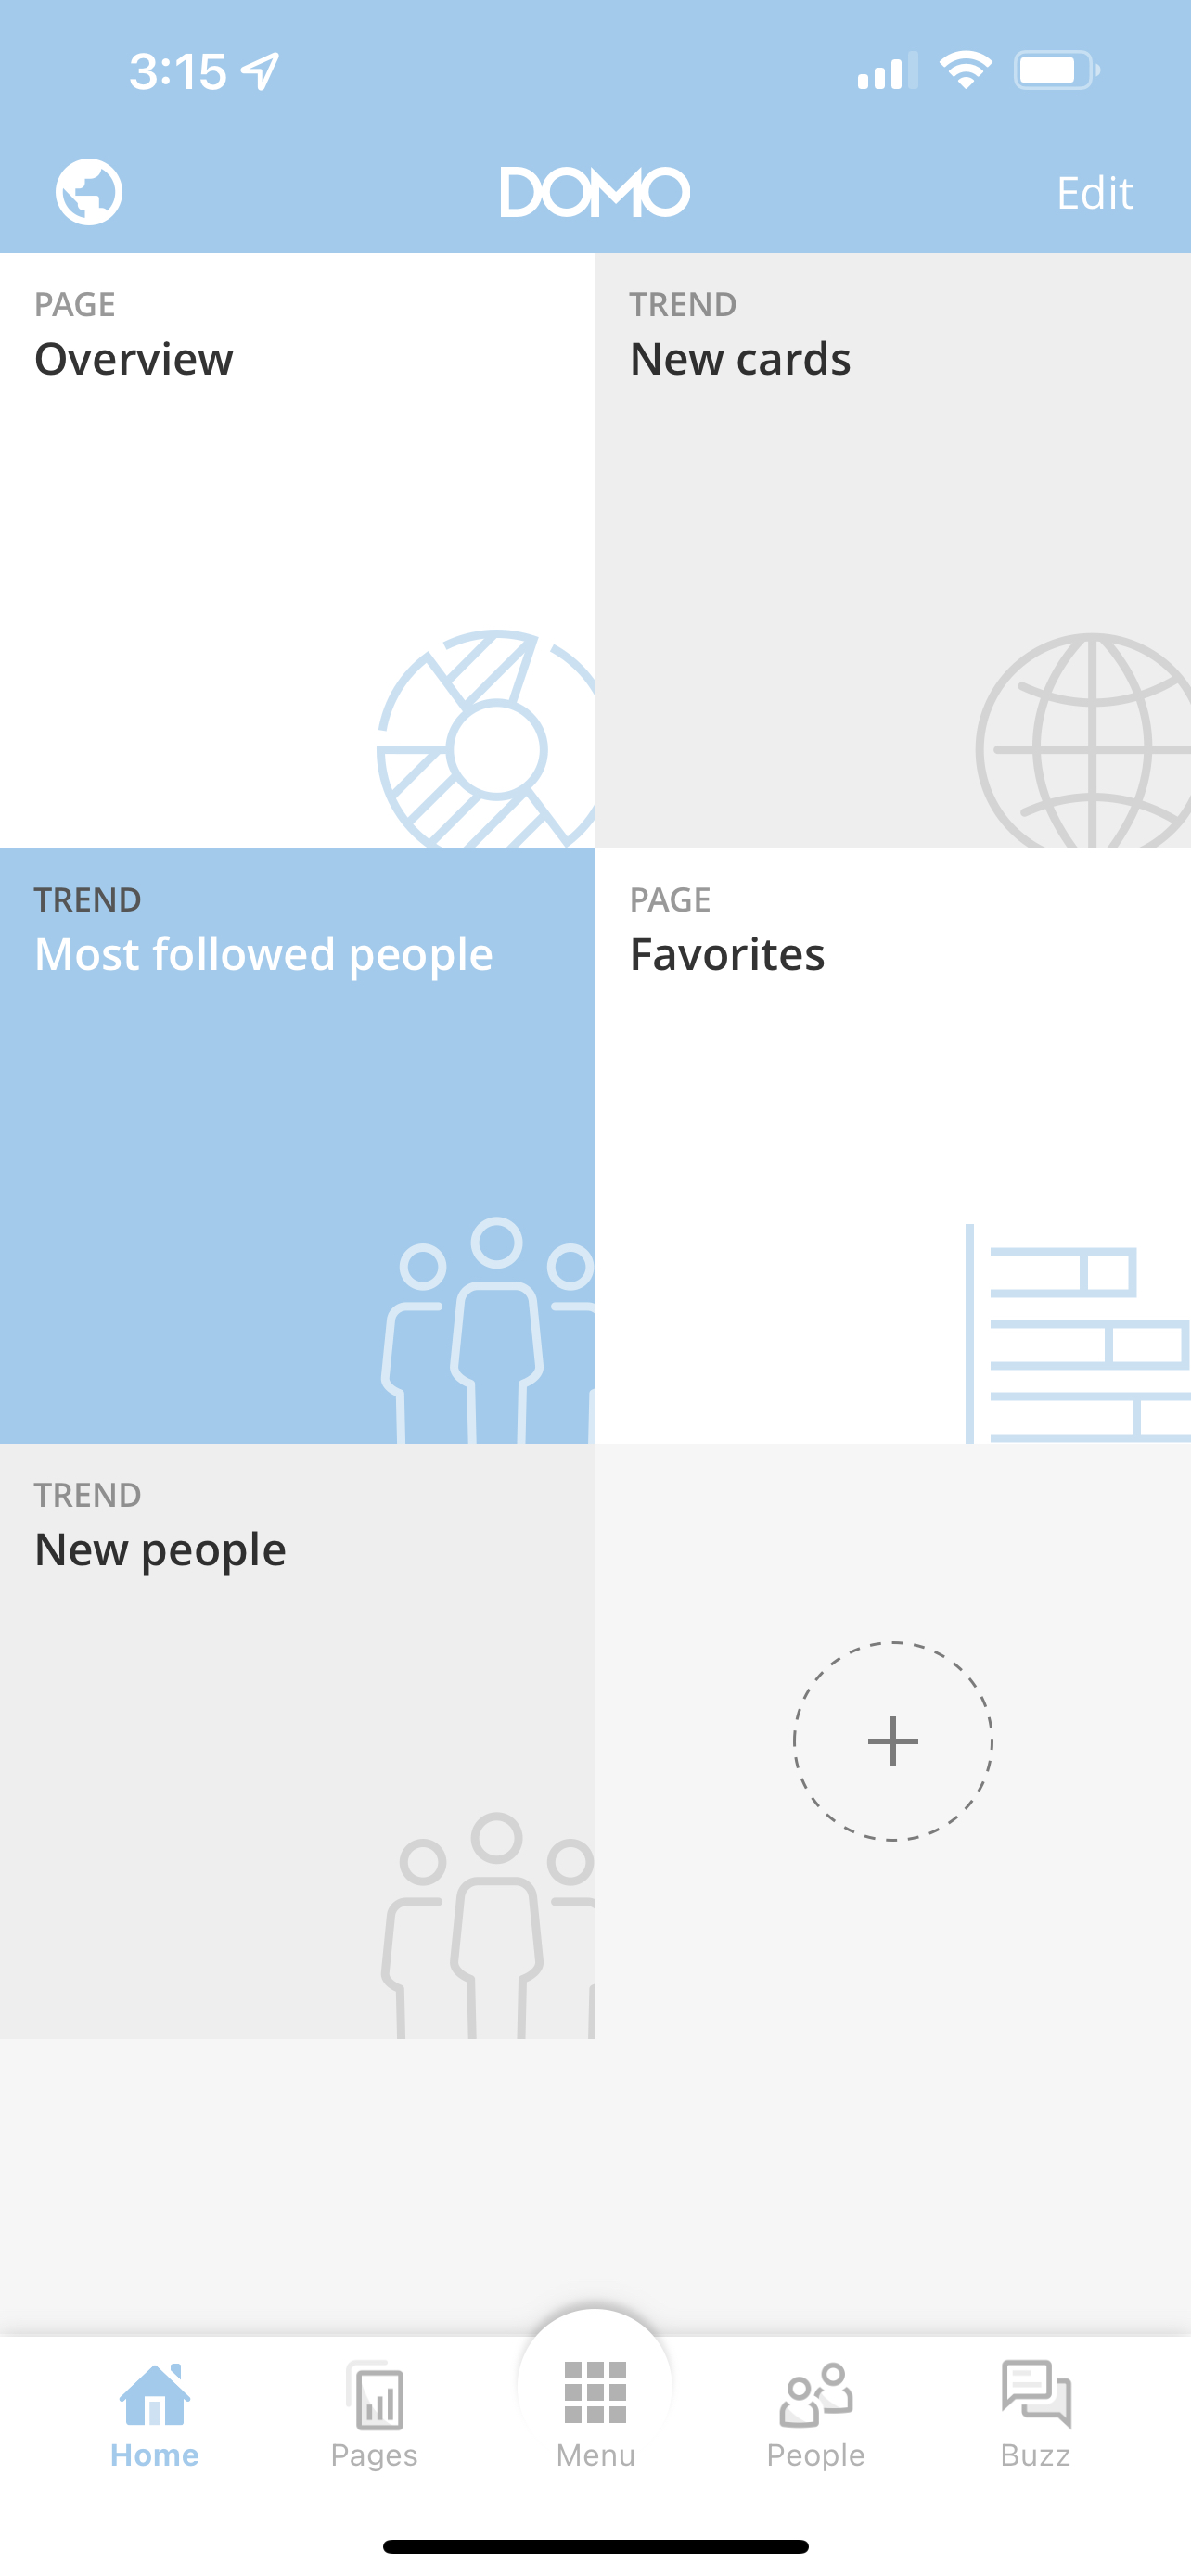 3:15
DOMO
Edit
PAGE
Overview
TREND
New cards
TREND
Most followed people
PAGE
Favorites
TREND
New people
Home
Pages
Menu
People
Buzz